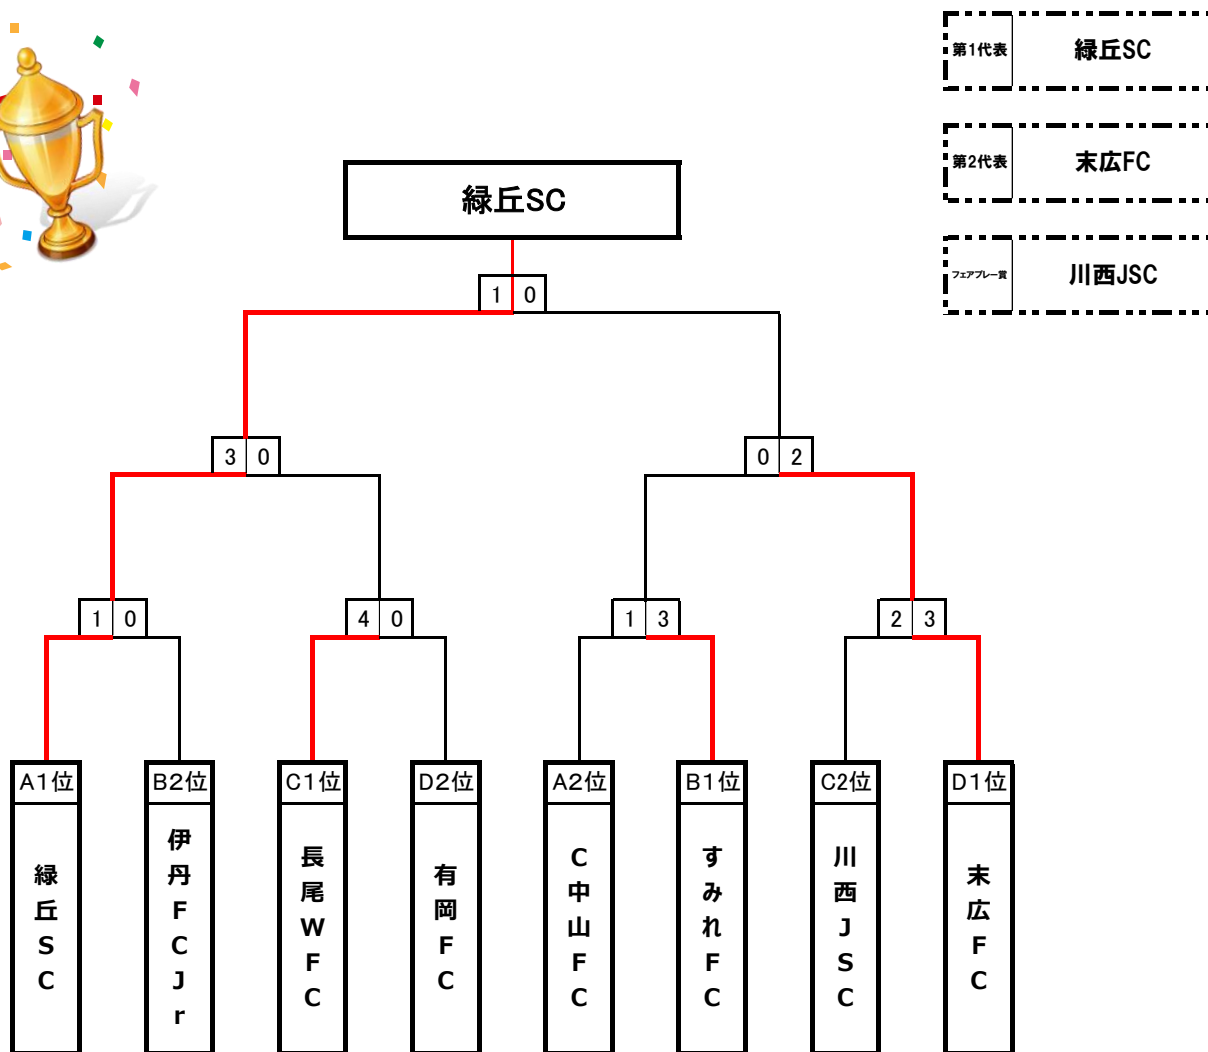 第1代表 緑丘SC
第2代表 末広FC
フェアプレー賞 川西JSC
緑丘SC
1 0
3 0
0 2
1 0
4 0
1 3
2 3
A1位
B2位
C1位
D2位
A2位
B1位
C2位
D1位
緑丘SC
伊丹FCJr
長尾WFC
有岡FC
C中山FC
すみれFC
川西JSC
末広FC